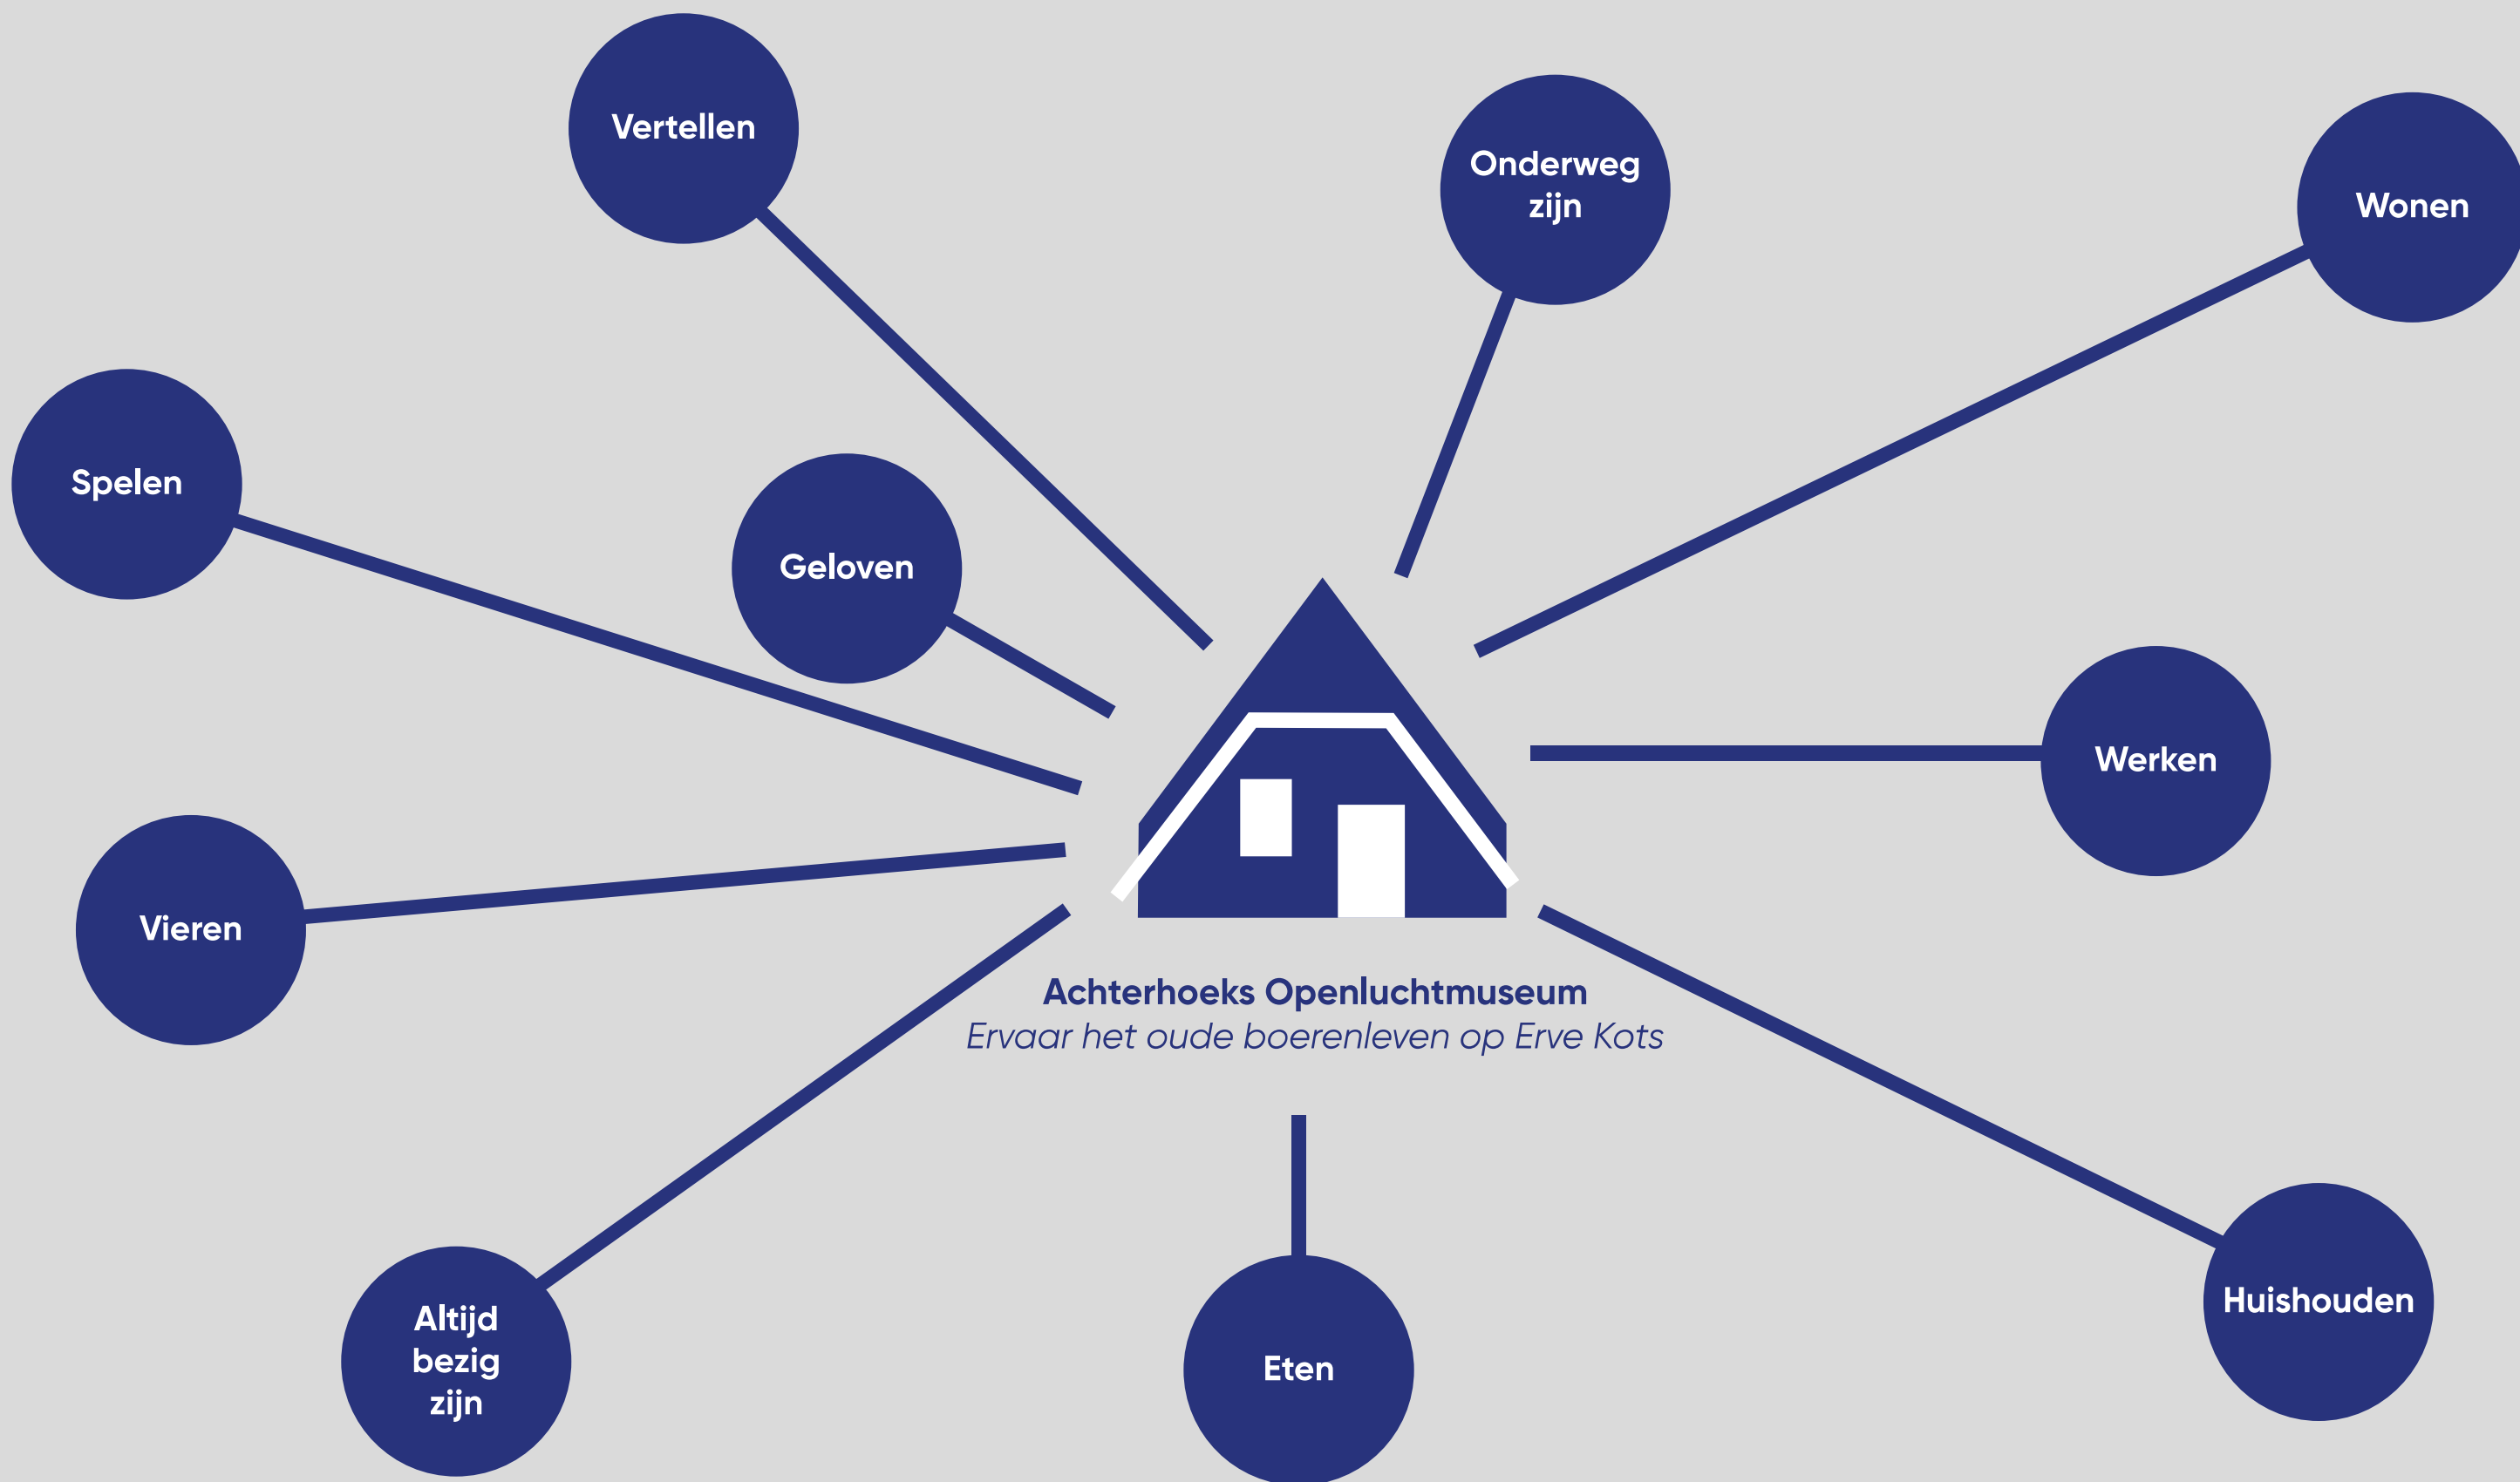 Vertellen
Onderweg
zijn
Wonen
Spelen
Geloven
Werken
Vieren
Achterhoeks Openluchtmuseum
Ervaar het oude boerenleven op Erve Kots
Altijd
bezig
zijn
Eten
Huishouden